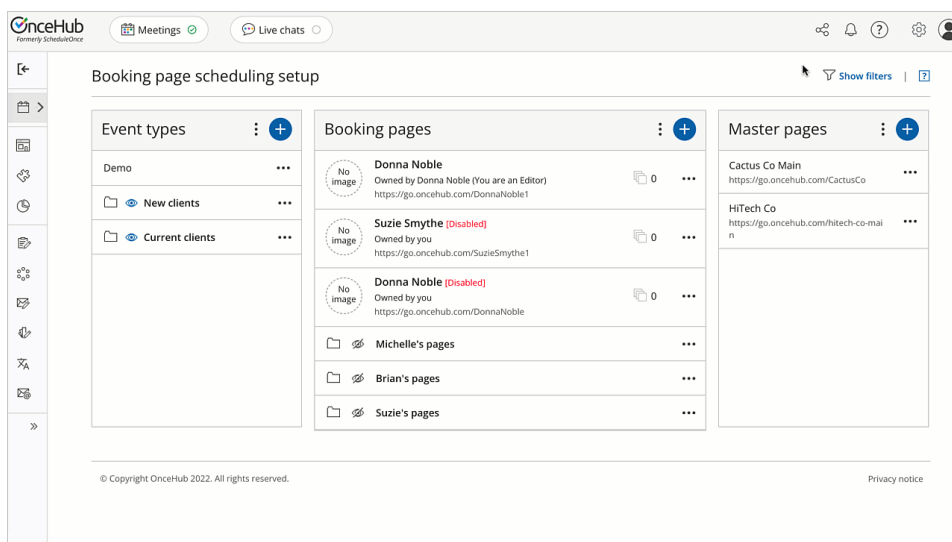 OnceHub
Formerly ScheduleOnce
Meetings
Live chats
?
Booking page scheduling setup
Show filters
|
?
Event types
Demo
New clients
Current clients
Booking pages
No image
Donna Noble
Owned by Donna Noble (You are an Editor)
https://go.oncehub.com/DonnaNoble1
0
No image
Suzie Smythe [Disabled]
Owned by you
https://go.oncehub.com/SuzieSmythe1
0
No image
Donna Noble [Disabled]
Owned by you
https://go.oncehub.com/DonnaNoble
0
Michelle's pages
Brian's pages
Suzie's pages
Master pages
Cactus Co Main
https://go.oncehub.com/CactusCo
HiTech Co
https://go.oncehub.com/hitech-co-mai
n
© Copyright OnceHub 2022. All rights reserved.
Privacy notice